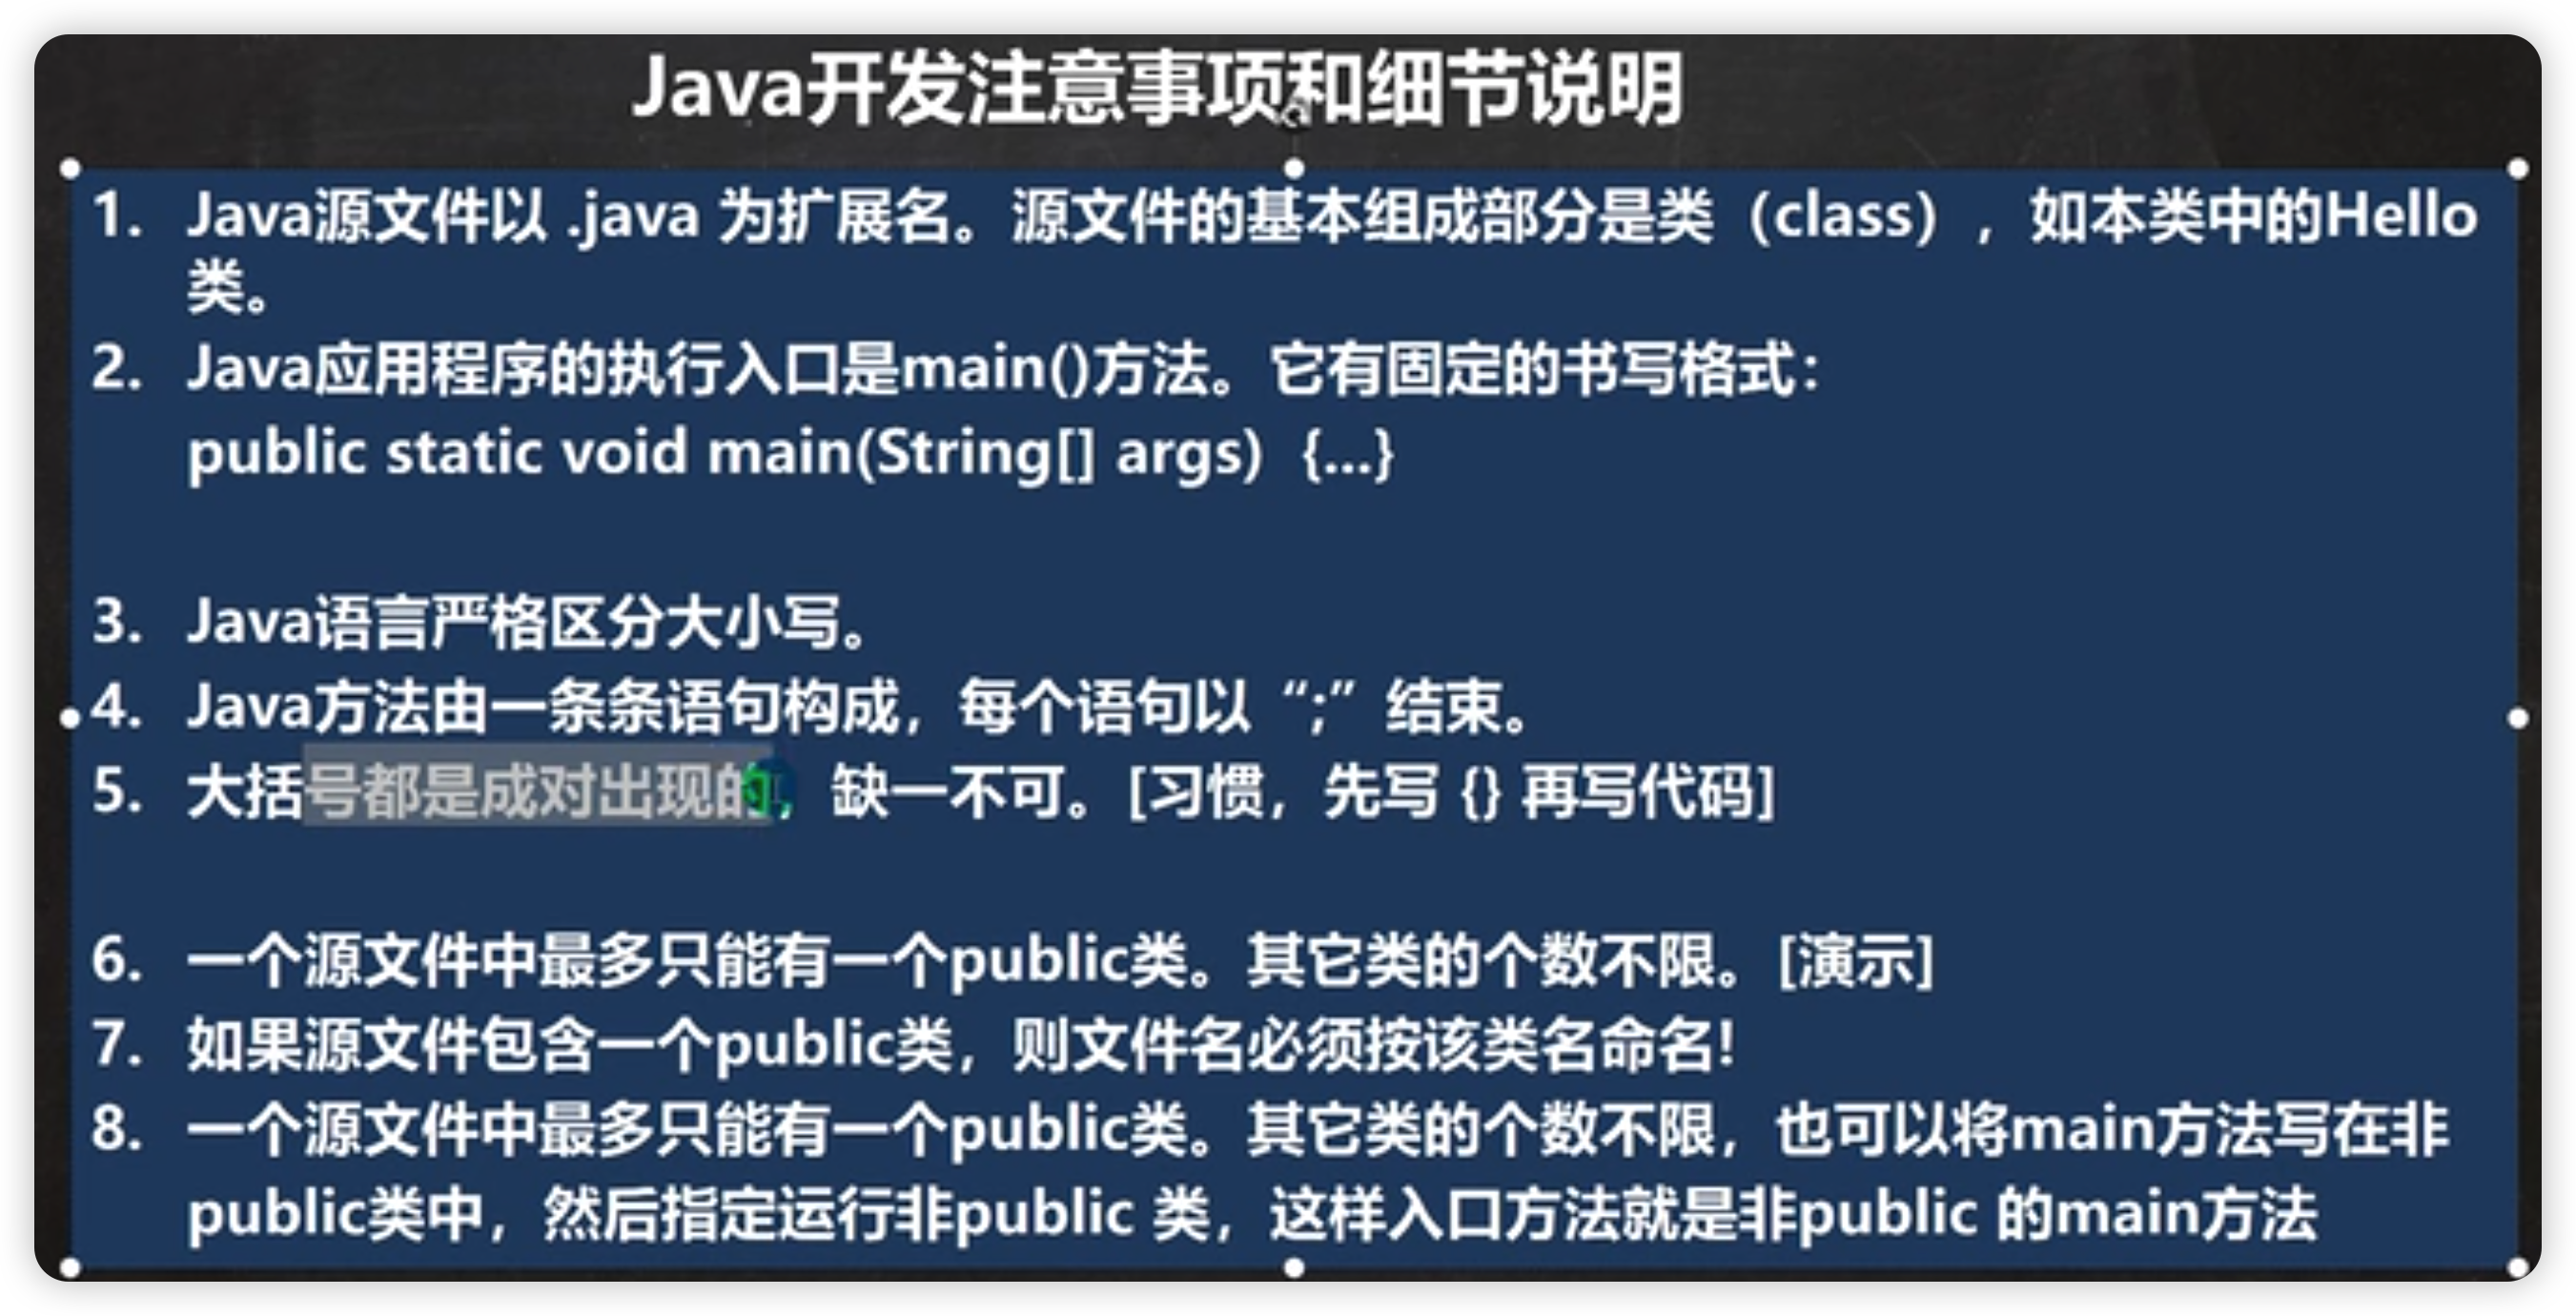 Java开发注意事项和细节说明
1. Java源文件以 .java 为扩展名。源文件的基本组成部分是类（class），如本类中的Hello
类。
2. Java应用程序的执行入口是main()方法。它有固定的书写格式：
public static void main(String[] args) {...}
3. Java语言严格区分大小写。
4. Java方法由一条条语句构成，每个语句以“;”结束。
5. 大括号都是成对出现的，缺一不可。[习惯，先写 {} 再写代码]
6. 一个源文件中最多只能有一个public类。其它类的个数不限。[演示]
7. 如果源文件包含一个public类，则文件名必须按该类名命名！
8. 一个源文件中最多只能有一个public类。其它类的个数不限，也可以将main方法写在非
public类中，然后指定运行非public 类，这样入口方法就是非public 的main方法